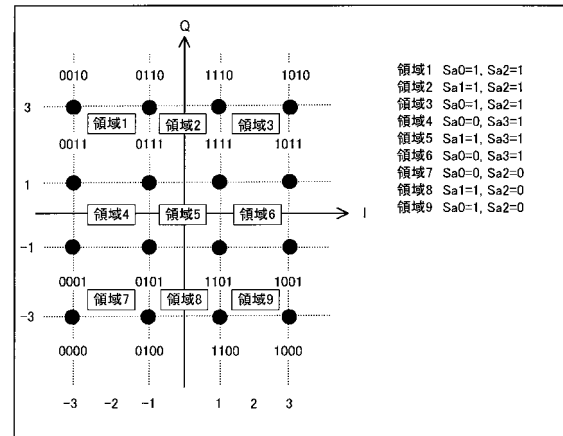 Q
0010 0110 1110 1010
3
領域1 領域2 領域3
0011 0111 1111 1011
1
領域4 領域5 領域6 I
-1
0001 0101 1101 1001
領域7 領域8 領域9
-3
0000 0100 1100 1000
-3 -2 -1 1 2 3
領域1 Sa0=1, Sa2=1
領域2 Sa1=1, Sa2=1
領域3 Sa0=1, Sa2=1
領域4 Sa0=0, Sa3=1
領域5 Sa1=1, Sa3=1
領域6 Sa0=0, Sa3=1
領域7 Sa0=0, Sa2=0
領域8 Sa1=1, Sa2=0
領域9 Sa0=1, Sa2=0